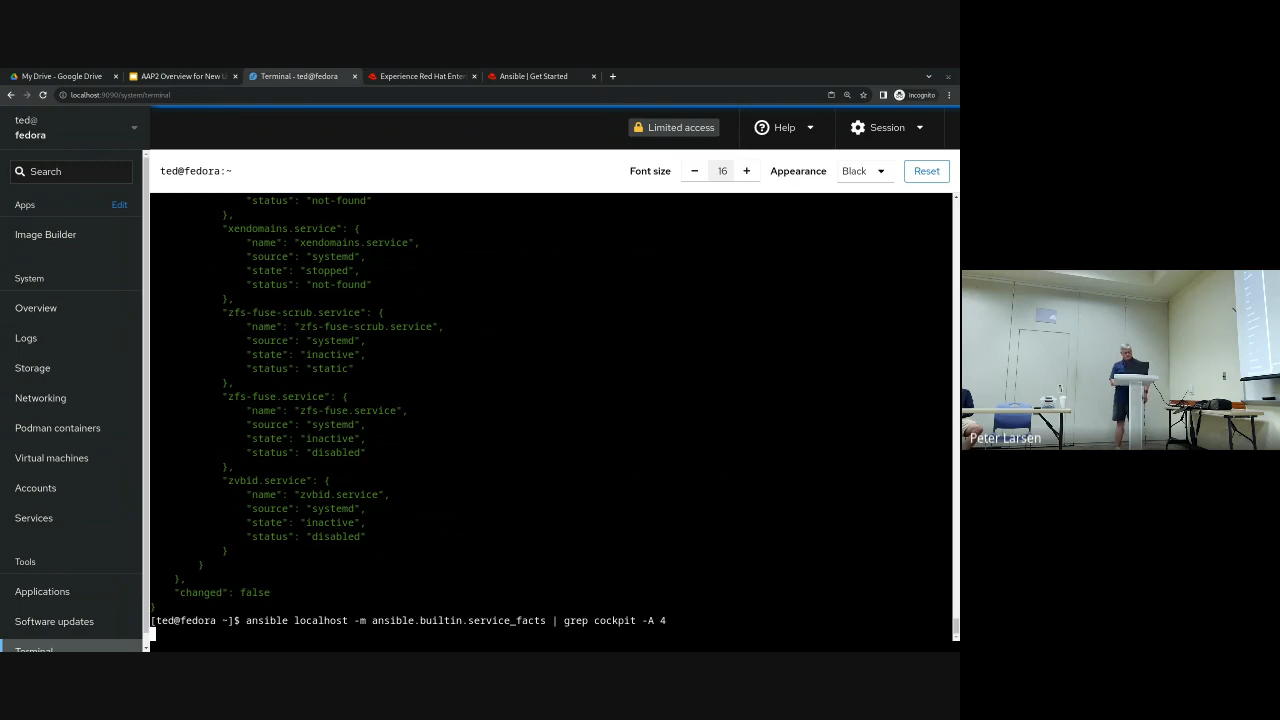 My Drive - Google Drive
AAP2 Overview for New U
Terminal - ted@fedora
Experience Red Hat Enter
Ansible | Get Started
localhost:9090/system/terminal
Incognito
ted@
fedora
Limited access
Help
Session
Search
ted@fedora:~
Font size
16
Appearance
Black
Reset
Apps
Edit
Image Builder
System
Overview
Logs
Storage
Networking
Podman containers
Virtual machines
Accounts
Services
Tools
Applications
Software updates
Terminal
"status": "not-found"
},
"xendomains.service": {
"name": "xendomains.service",
"source": "systemd",
"state": "stopped",
"status": "not-found"
},
"zfs-fuse-scrub.service": {
"name": "zfs-fuse-scrub.service",
"source": "systemd",
"state": "inactive",
"status": "static"
},
"zfs-fuse.service": {
"name": "zfs-fuse.service",
"source": "systemd",
"state": "inactive",
"status": "disabled"
},
"zvbid.service": {
"name": "zvbid.service",
"source": "systemd",
"state": "inactive",
"status": "disabled"
}
}
},
"changed": false
}
[ted@fedora ~]$ ansible localhost -m ansible.builtin.service_facts | grep cockpit -A 4
Peter Larsen